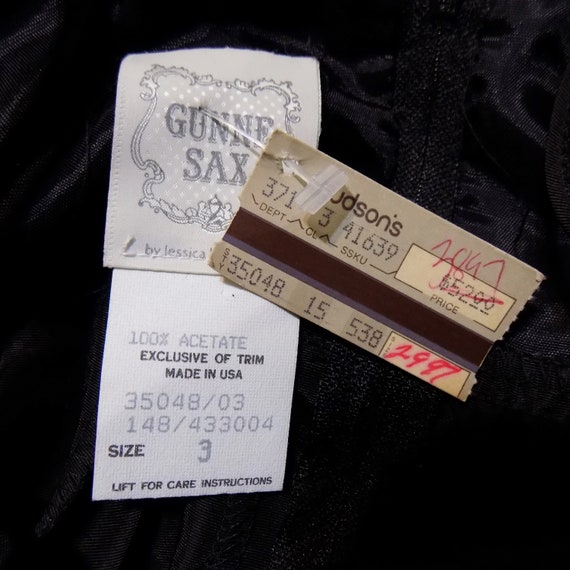 GUNNE
SAX
by Jessica
100% ACETATE
EXCLUSIVE OF TRIM
MADE IN USA
35048/03
148/433004
SIZE 3
LIFT FOR CARE INSTRUCTIONS
udson's
371 3 41639
DEPT CL SSKU
PRICE
35048 15 538
2997